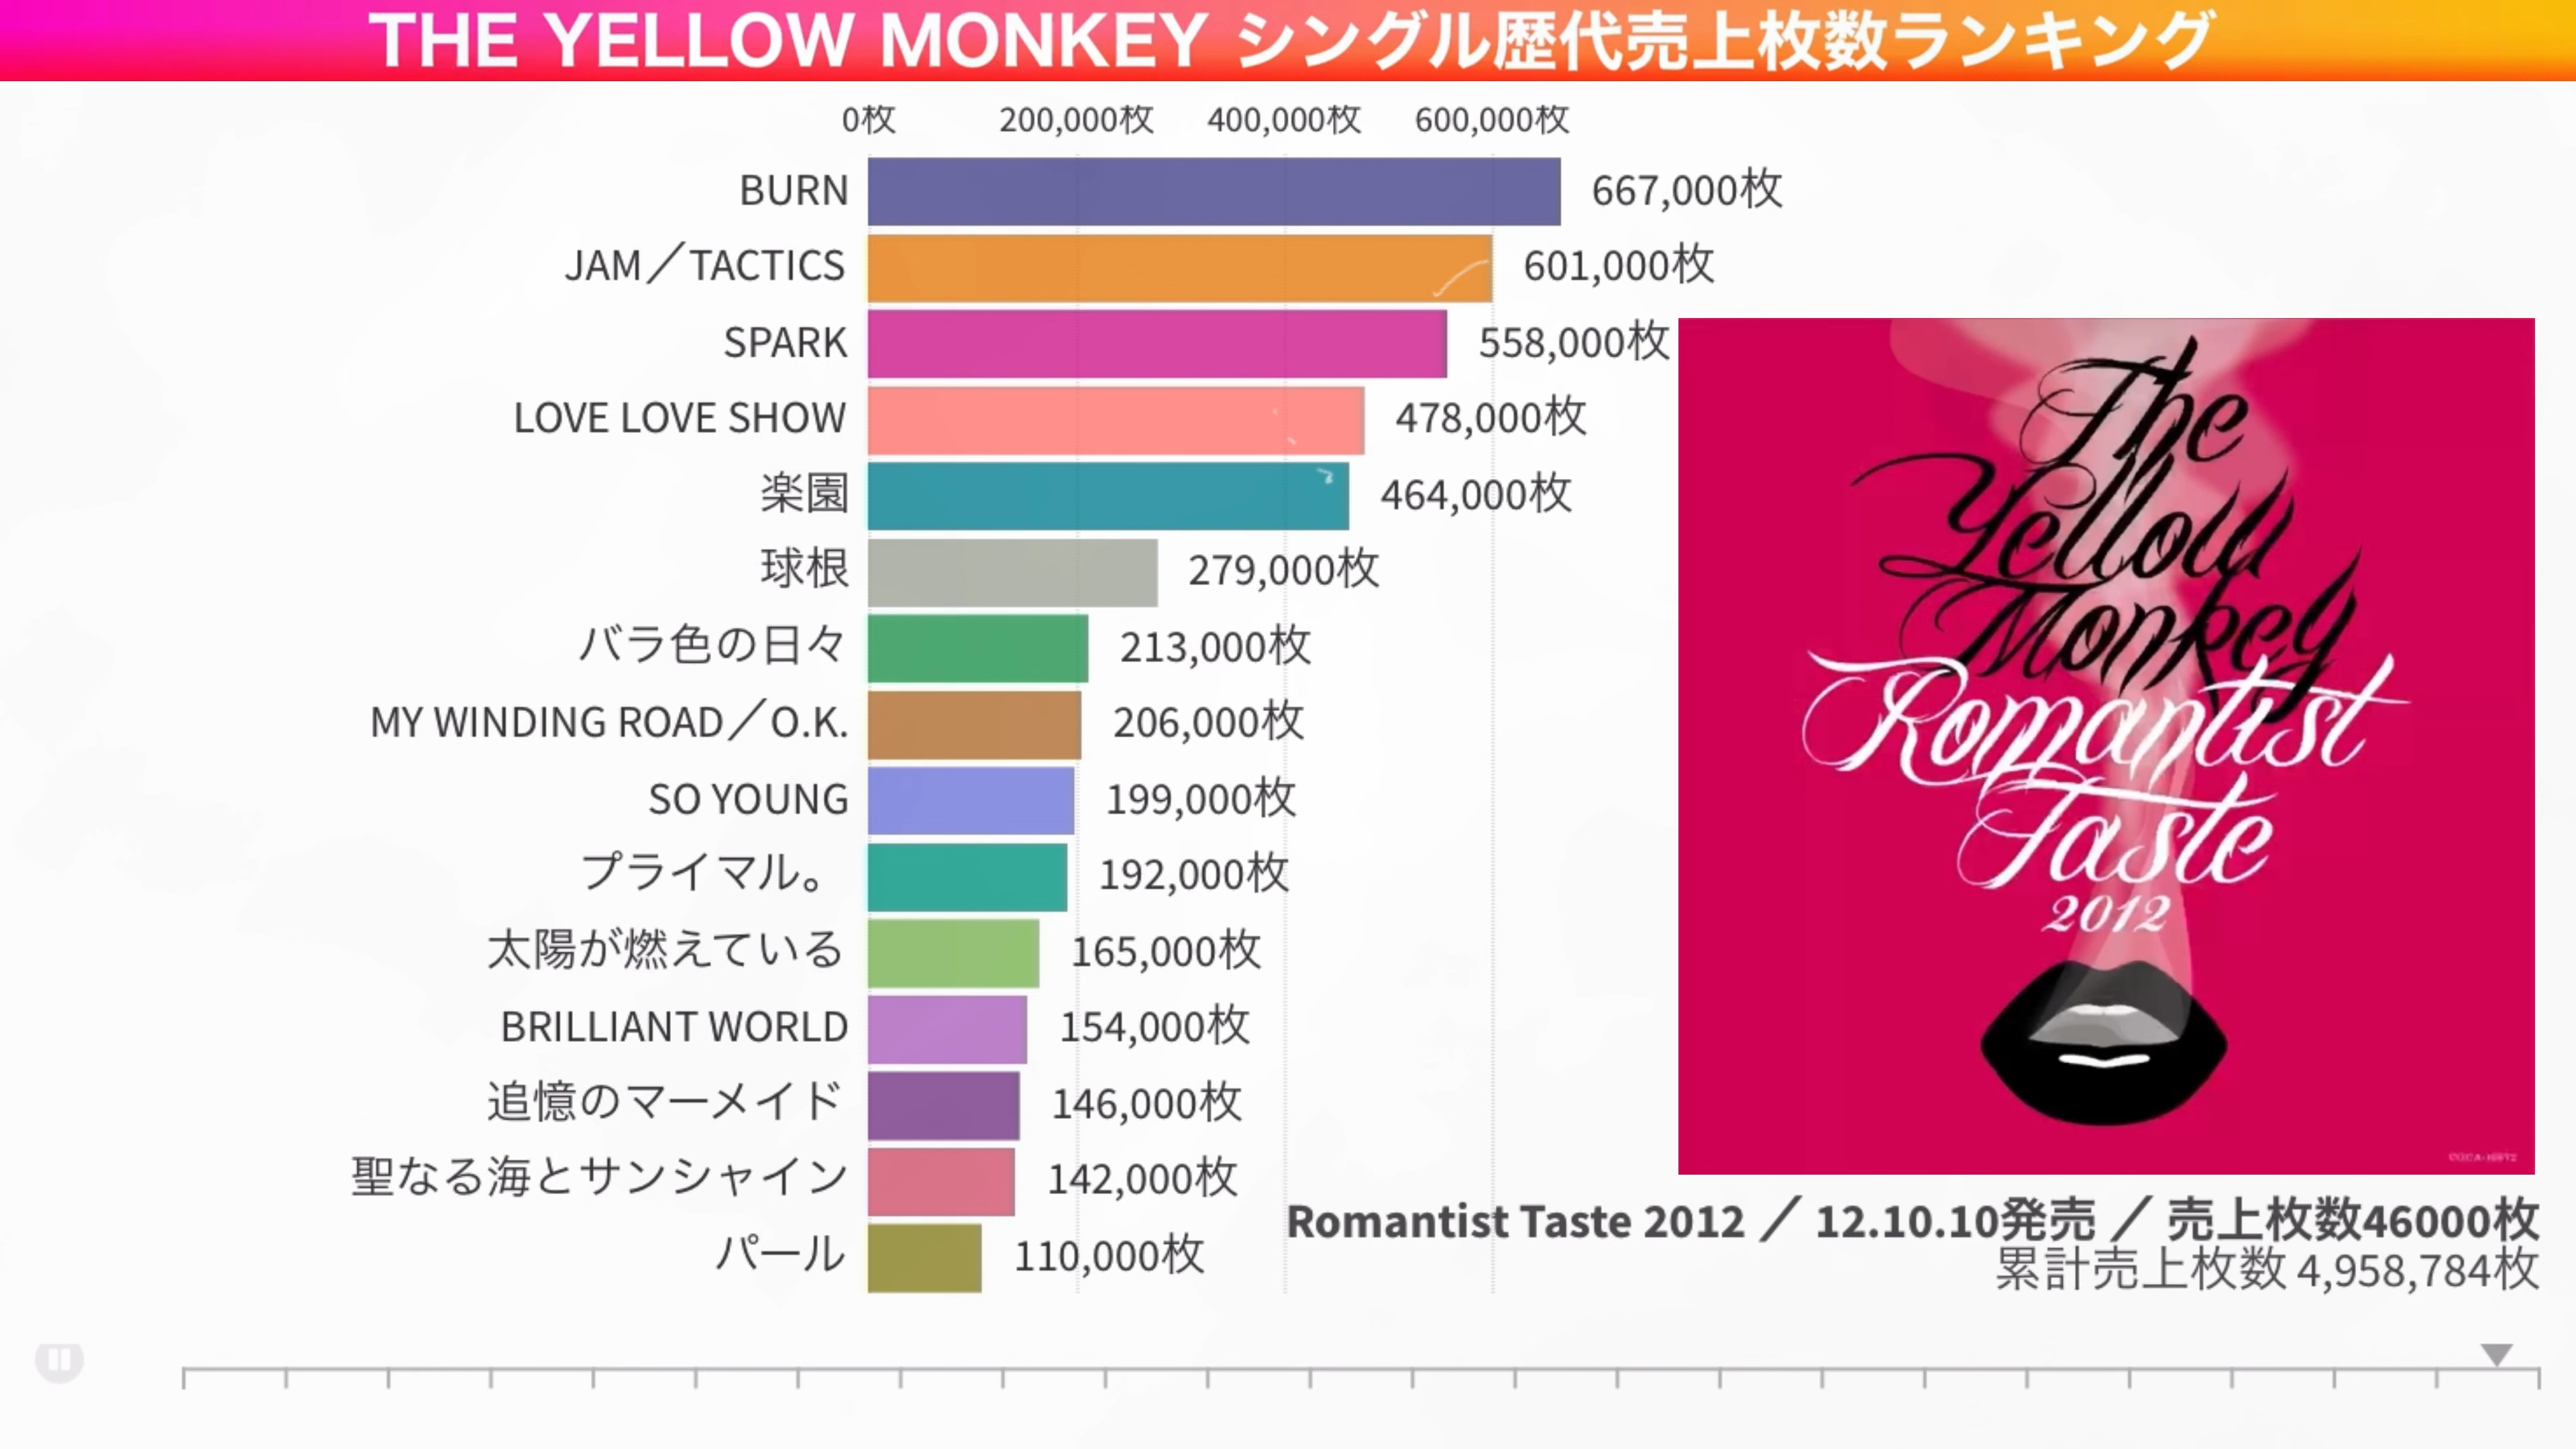 THE YELLOW MONKEY シングル歴代売上枚数ランキング
0枚 200,000枚 400,000枚 600,000枚
BURN 667,000枚
JAM／TACTICS 601,000枚
SPARK 558,000枚
LOVE LOVE SHOW 478,000枚
楽園 464,000枚
球根 279,000枚
バラ色の日々 213,000枚
MY WINDING ROAD／O.K. 206,000枚
SO YOUNG 199,000枚
プライマル。 192,000枚
太陽が燃えている 165,000枚
BRILLIANT WORLD 154,000枚
追憶のマーメイド 146,000枚
聖なる海とサンシャイン 142,000枚
パール 110,000枚
The
Yellow
Monkey
Romantist
Taste
2012
Romantist Taste 2012 ／ 12.10.10発売 ／ 売上枚数46000枚
累計売上枚数 4,958,784枚